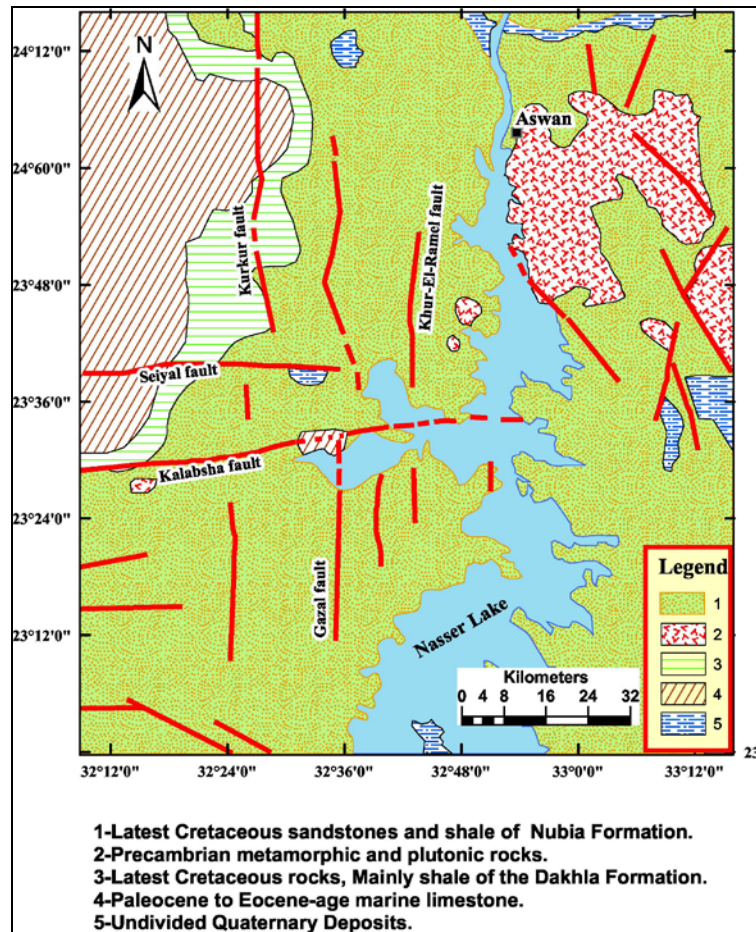 24°12'0"
N
Aswan
24°60'0"
Kurkur fault
Khur-El-Ramel fault
23°48'0"
Seiyal fault
23°36'0"
Kalabsha fault
23°24'0"
Gazal fault
Nasser Lake
23°12'0"
Legend
1
2
3
4
5
Kilometers
0 4 8 16 24 32
23
32°12'0" 32°24'0" 32°36'0" 32°48'0" 33°0'0" 33°12'0"
1-Latest Cretaceous sandstones and shale of Nubia Formation.
2-Precambrian metamorphic and plutonic rocks.
3-Latest Cretaceous rocks, Mainly shale of the Dakhla Formation.
4-Paleocene to Eocene-age marine limestone.
5-Undivided Quaternary Deposits.